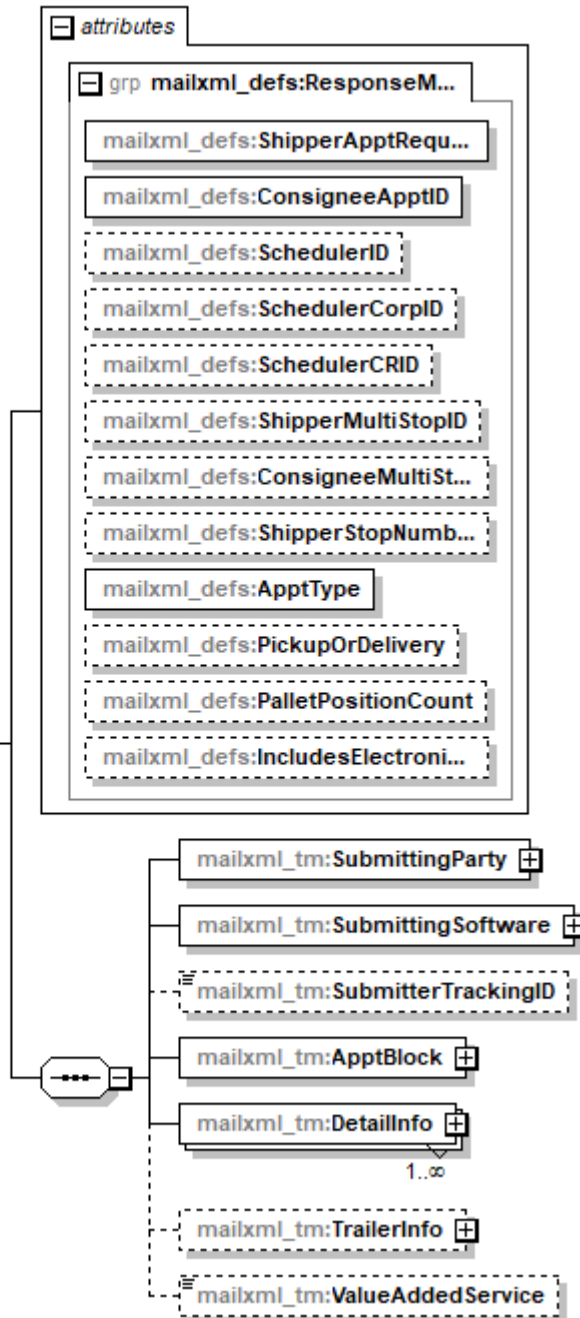 attributes
grp mailxml_defs:ResponseM...
mailxml_defs:ShipperApptRequ...
mailxml_defs:ConsigneeApptID
mailxml_defs:SchedulerID
mailxml_defs:SchedulerCorpID
mailxml_defs:SchedulerCRID
mailxml_defs:ShipperMultiStopID
mailxml_defs:ConsigneeMultiSt...
mailxml_defs:ShipperStopNumb...
mailxml_defs:ApptType
mailxml_defs:PickupOrDelivery
mailxml_defs:PalletPositionCount
mailxml_defs:IncludesElectroni...
mailxml_tm:SubmittingParty
mailxml_tm:SubmittingSoftware
mailxml_tm:SubmitterTrackingID
mailxml_tm:ApptBlock
mailxml_tm:DetailInfo
1..∞
mailxml_tm:TrailerInfo
mailxml_tm:ValueAddedService